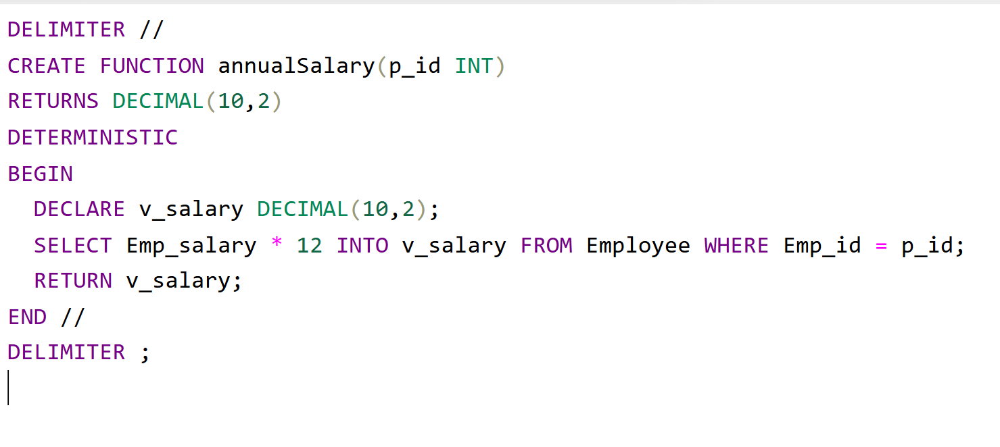 DELIMITER //
CREATE FUNCTION annualSalary(p_id INT)
RETURNS DECIMAL(10,2)
DETERMINISTIC
BEGIN
  DECLARE v_salary DECIMAL(10,2);
  SELECT Emp_salary * 12 INTO v_salary FROM Employee WHERE Emp_id = p_id;
  RETURN v_salary;
END //
DELIMITER ;